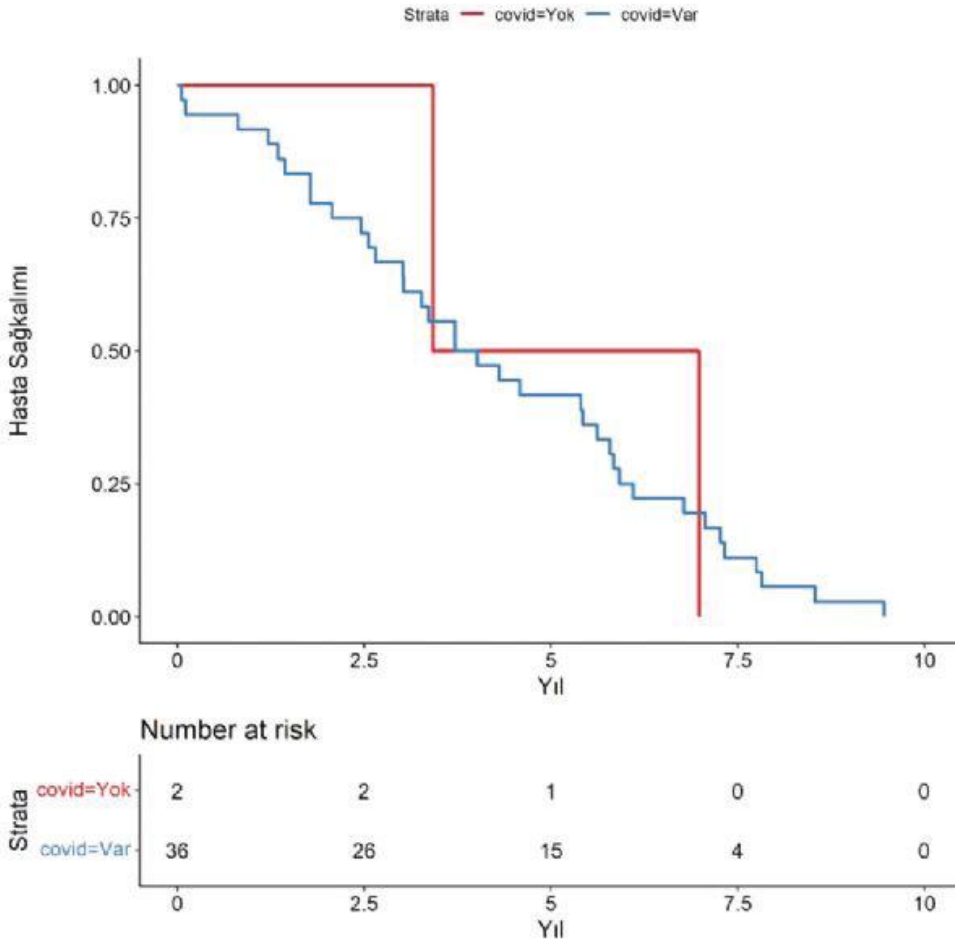 Strata covid=Yok covid=Var
Hasta Sağkalımı
1.00
0.75
0.50
0.25
0.00
0 2.5 5 7.5 10
Yıl
Number at risk
Strata
covid=Yok 2 2 1 0 0
covid=Var 36 26 15 4 0
0 2.5 5 7.5 10
Yıl